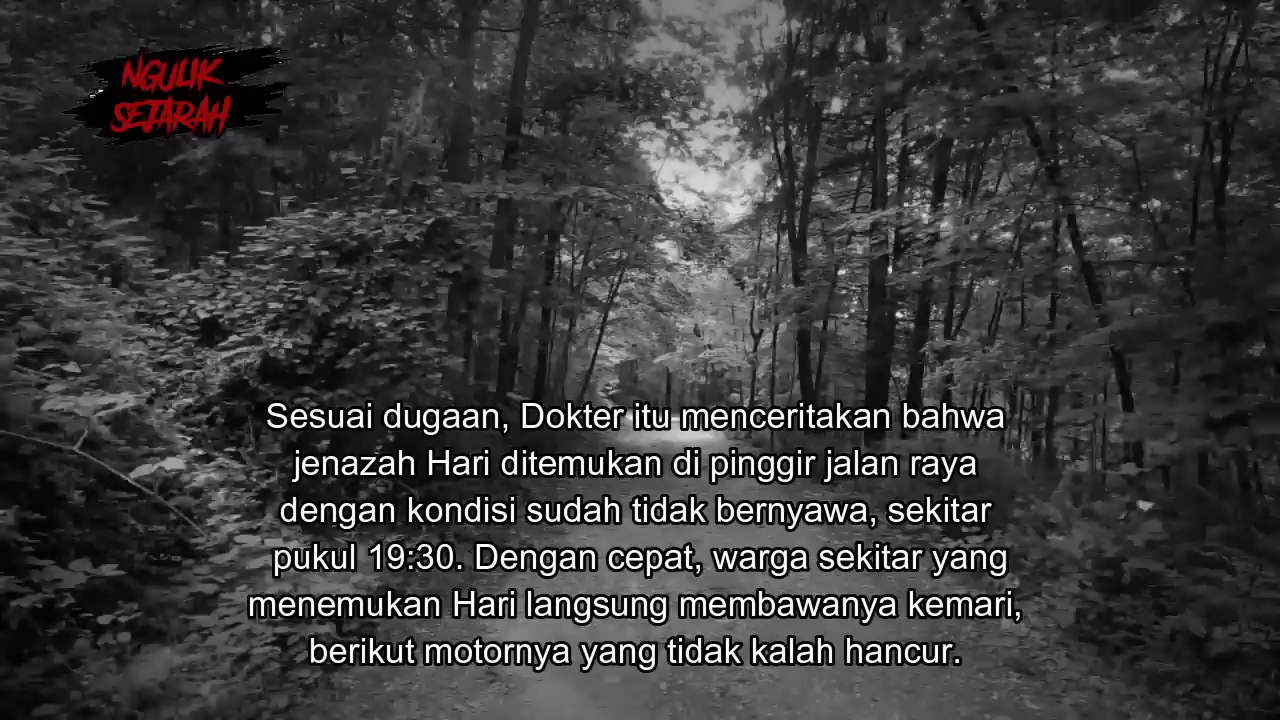 NGULIK
SEJARAH
Sesuai dugaan, Dokter itu menceritakan bahwa
jenazah Hari ditemukan di pinggir jalan raya
dengan kondisi sudah tidak bernyawa, sekitar
pukul 19:30. Dengan cepat, warga sekitar yang
menemukan Hari langsung membawanya kemari,
berikut motornya yang tidak kalah hancur.